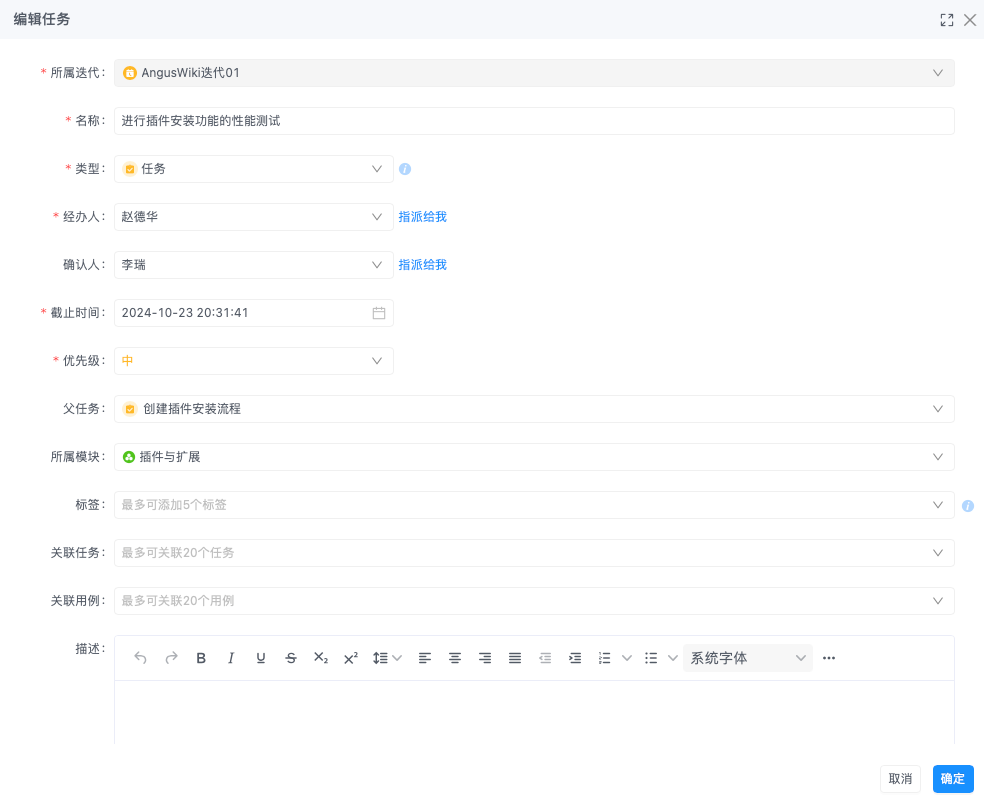 编辑任务
* 所属迭代： AngusWiki迭代01
* 名称： 进行插件安装功能的性能测试
* 类型： 任务
* 经办人： 赵德华 指派给我
确认人： 李瑞 指派给我
* 截止时间： 2024-10-23 20:31:41
* 优先级： 中
父任务： 创建插件安装流程
所属模块： 插件与扩展
标签： 最多可添加5个标签
关联任务： 最多可关联20个任务
关联用例： 最多可关联20个用例
描述：
B I U S X₂ X² 系统字体 ...
取消 确定